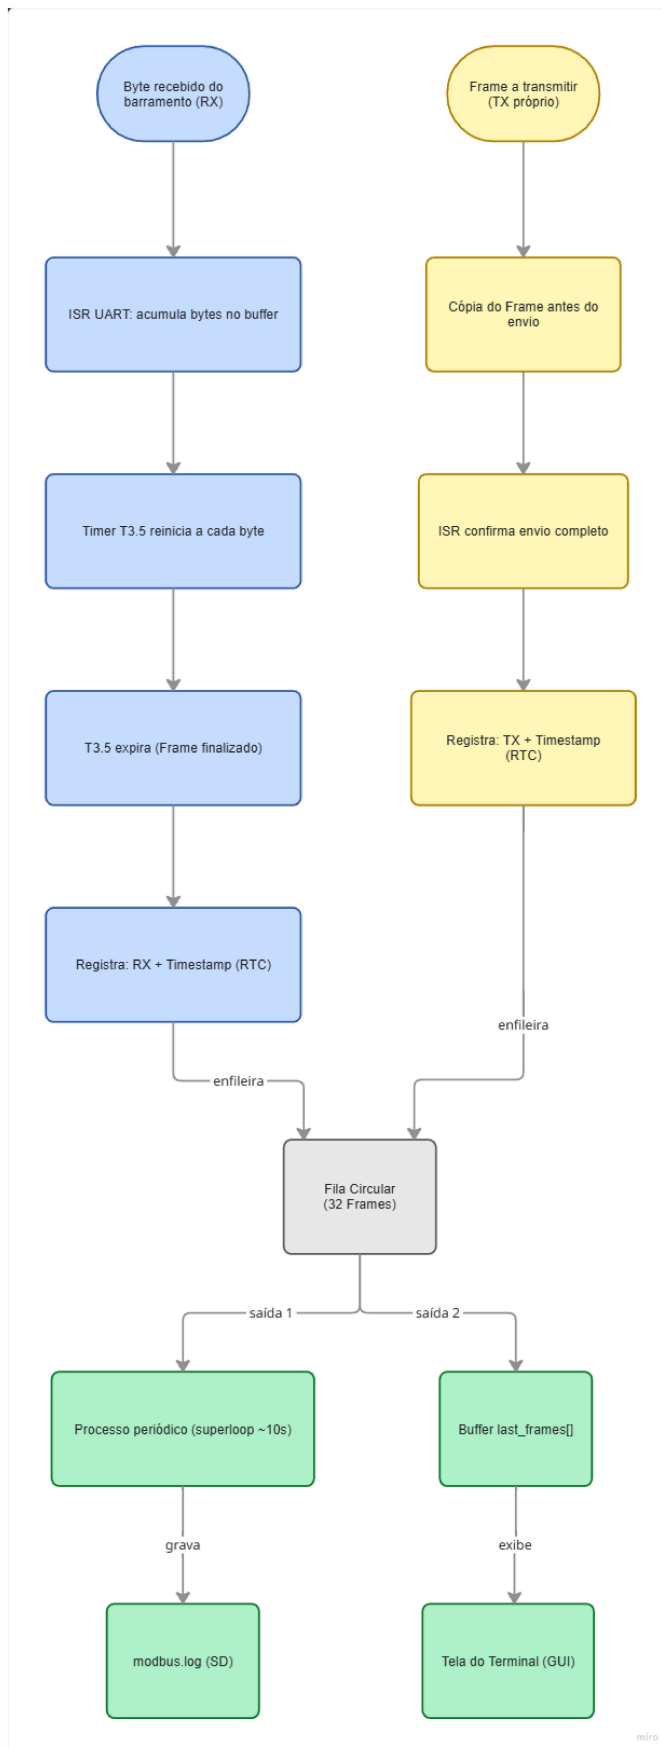 Byte recebido do
barramento (RX)
Frame a transmitir
(TX próprio)
ISR UART: acumula bytes no buffer
Cópia do Frame antes do
envio
Timer T3.5 reinicia a cada byte
ISR confirma envio completo
T3.5 expira (Frame finalizado)
Registra: TX + Timestamp
(RTC)
Registra: RX + Timestamp (RTC)
enfileira
enfileira
Fila Circular
(32 Frames)
saída 1
saída 2
Processo periódico (superloop ~10s)
Buffer last_frames[]
grava
exibe
modbus.log (SD)
Tela do Terminal (GUI)
miro